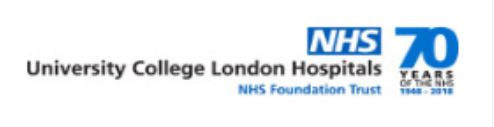 NHS
University College London Hospitals
NHS Foundation Trust
70
YEARS
OF THE NHS
1948 - 2018